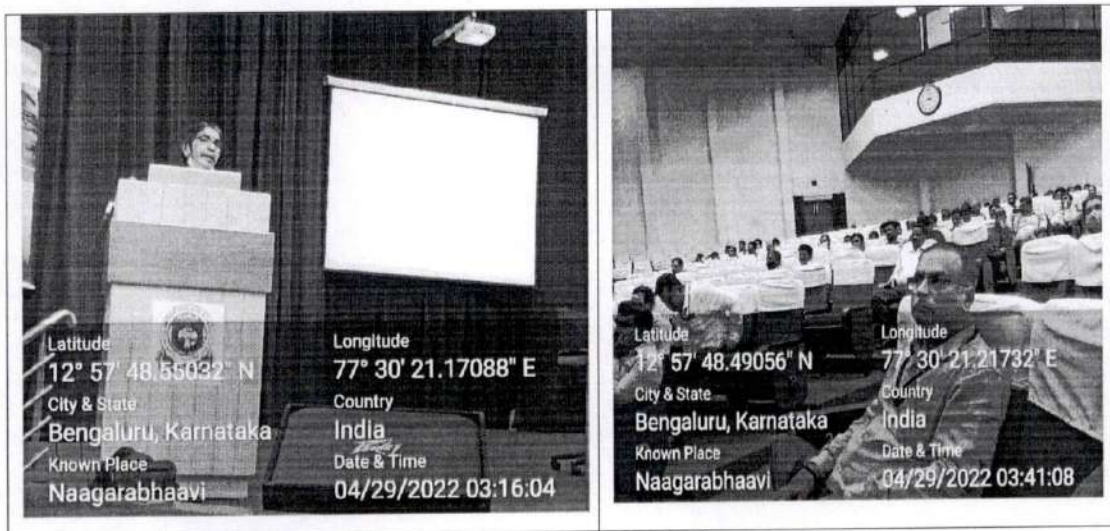 Latitude
12° 57' 48.55032" N
Longitude
77° 30' 21.17088" E
City & State
Bengaluru, Karnataka
Country
India
Known Place
Naagarabhaavi
Date & Time
04/29/2022 03:16:04
Latitude
12° 57' 48.49056" N
Longitude
77° 30' 21.21732" E
City & State
Bengaluru, Karnataka
Country
India
Known Place
Naagarabhaavi
Date & Time
04/29/2022 03:41:08